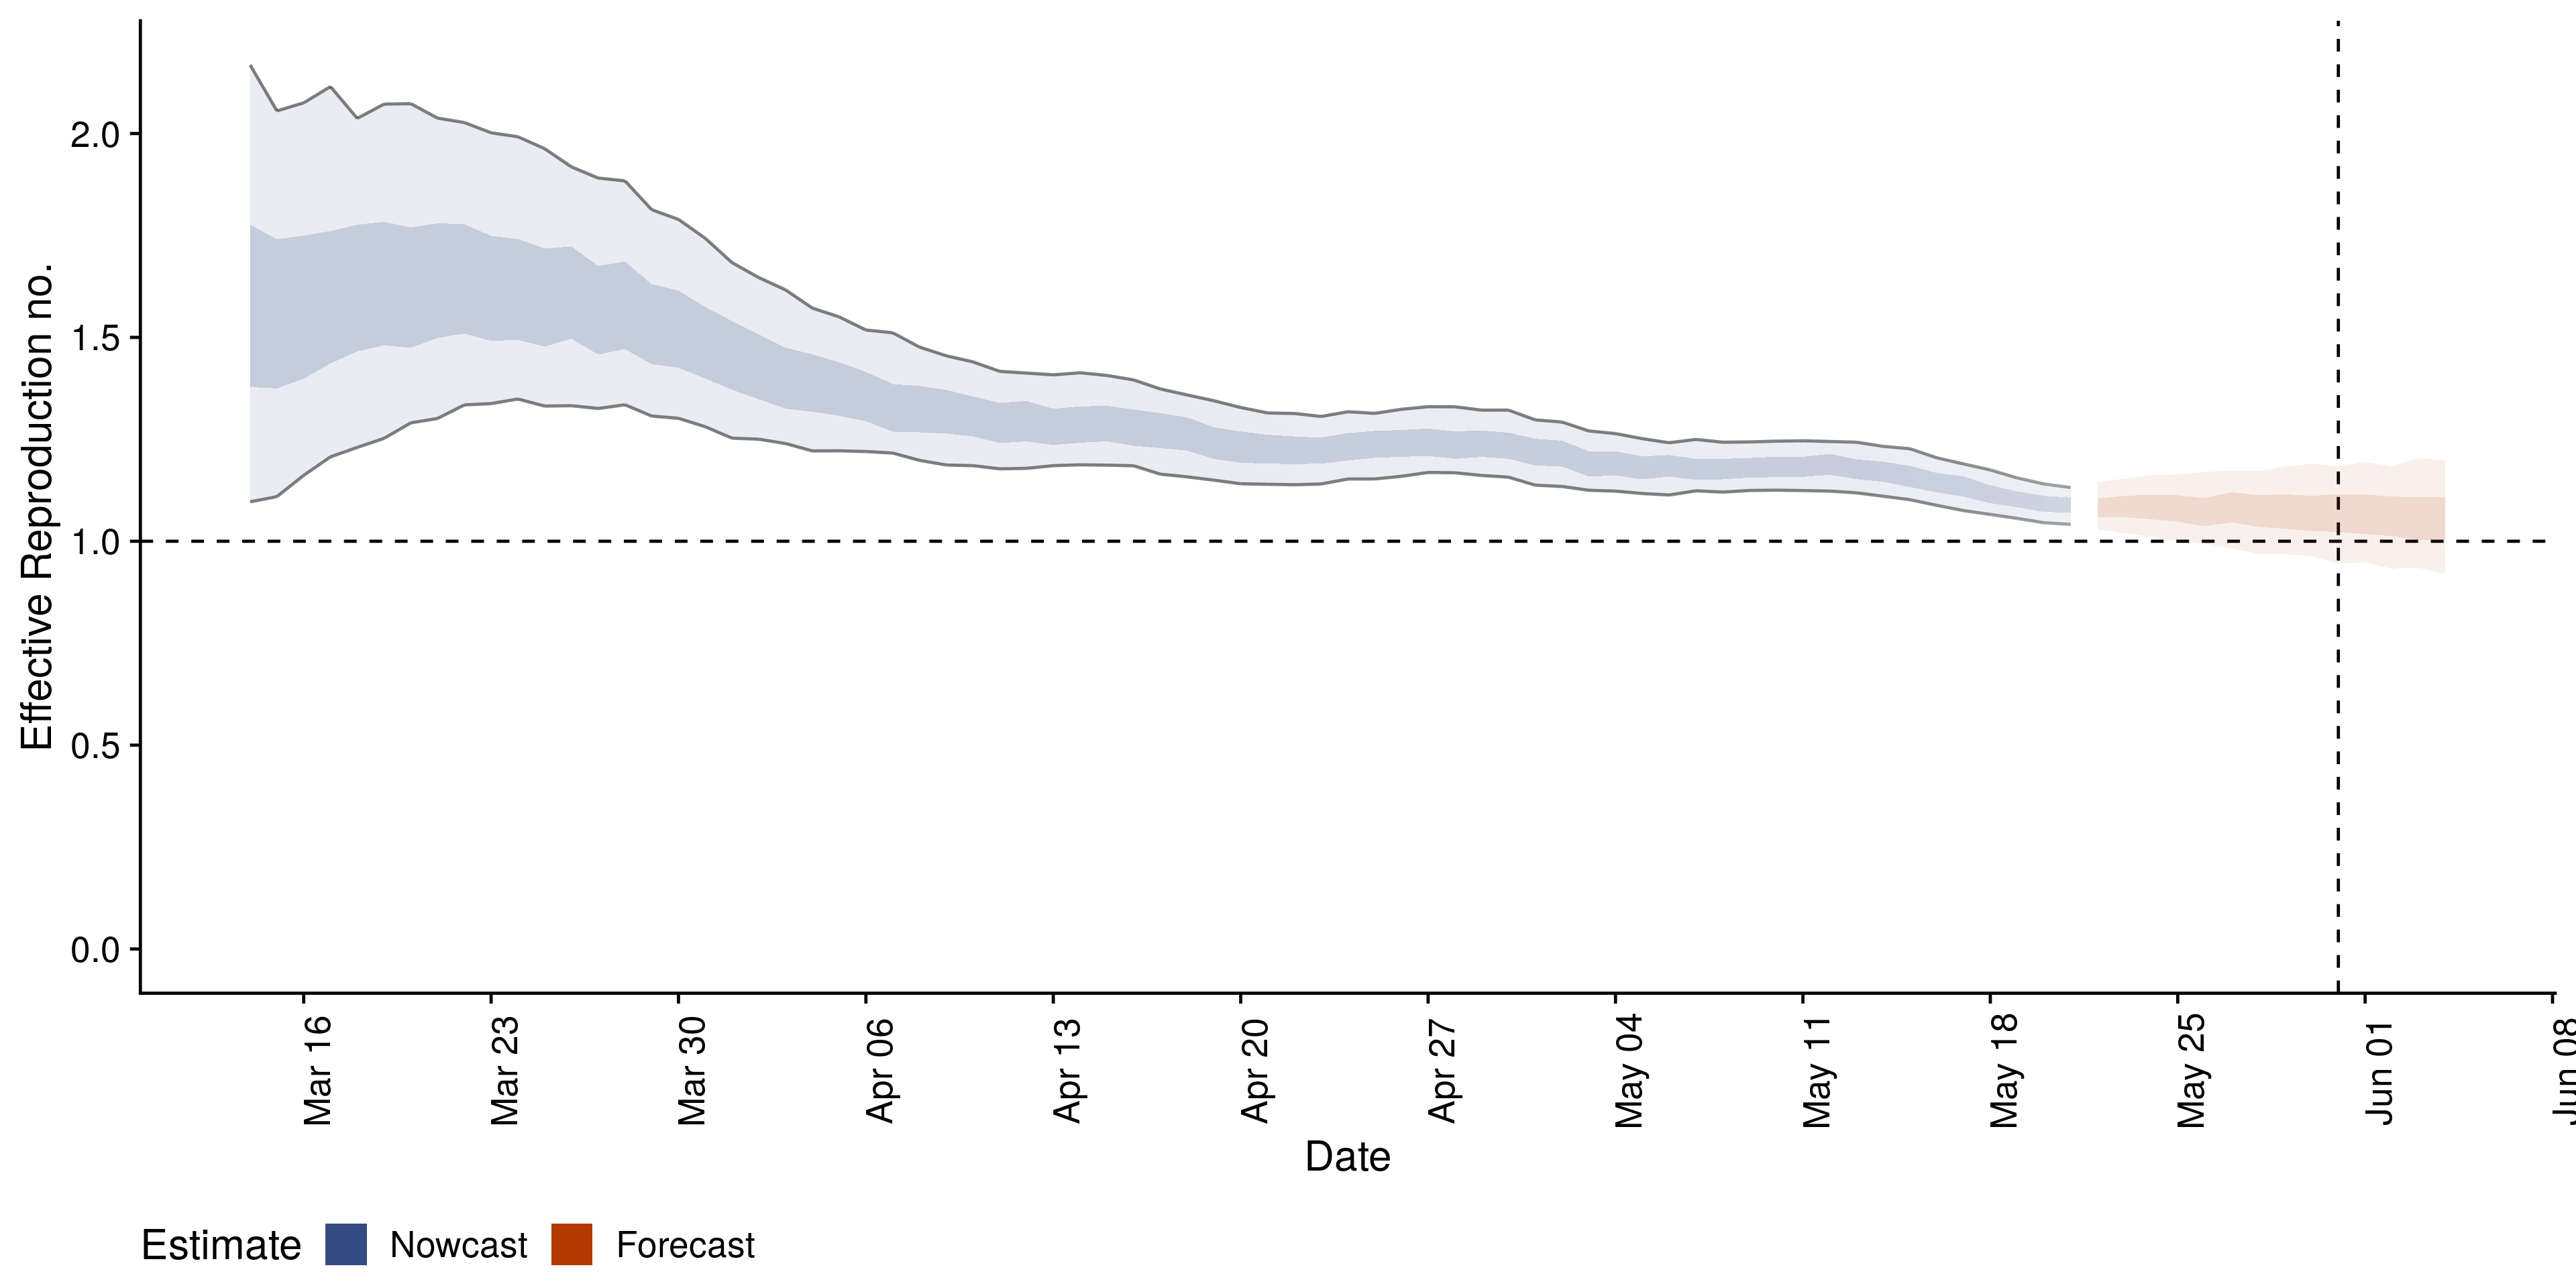 Effective Reproduction no.
2.0
1.5
1.0
0.5
0.0
Mar 16
Mar 23
Mar 30
Apr 06
Apr 13
Apr 20
Apr 27
May 04
May 11
May 18
May 25
Jun 01
Jun 08
Date
Estimate Nowcast Forecast